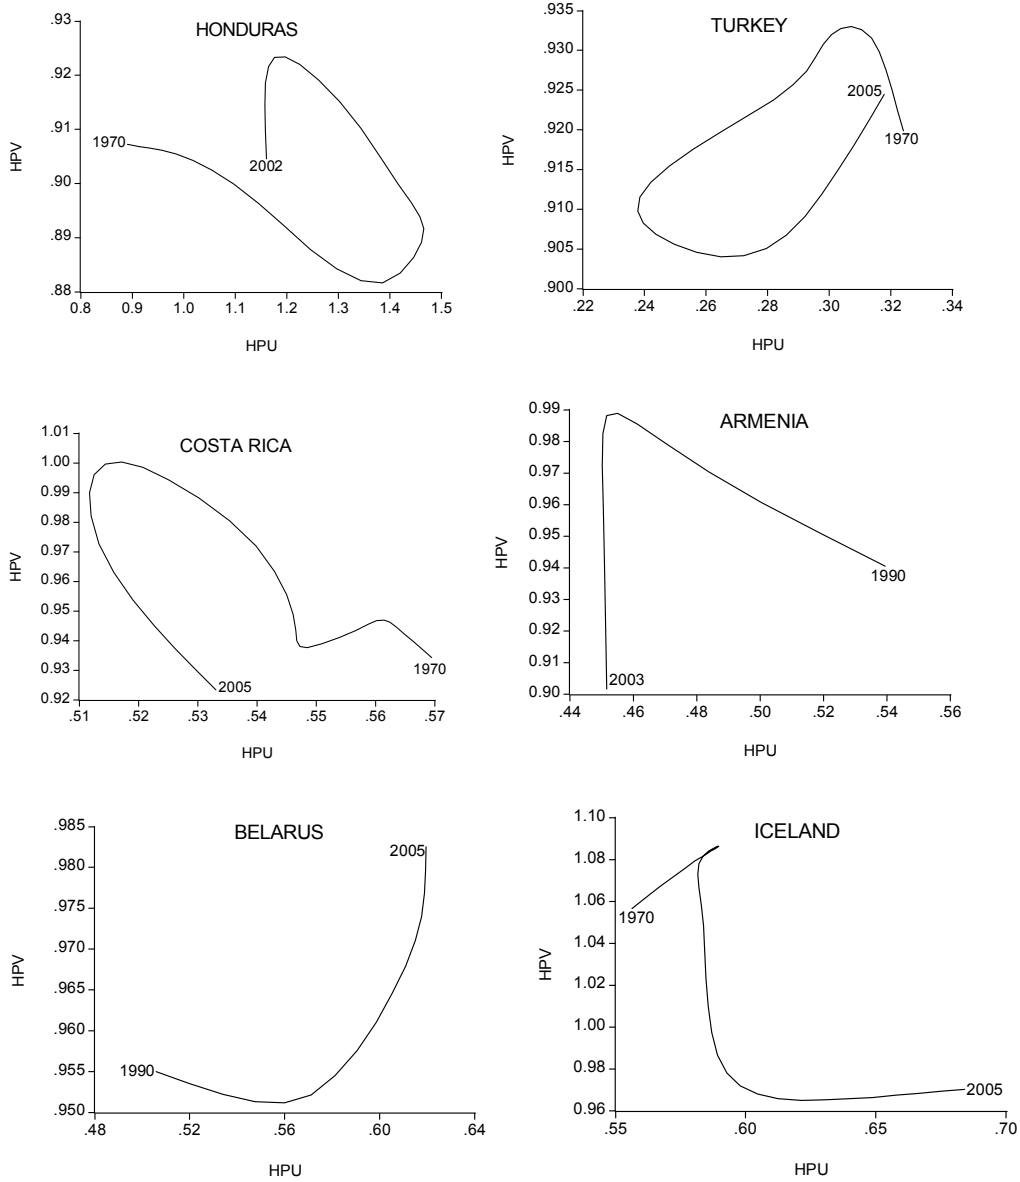 HONDURAS
.93
.92
.91
.90
.89
.88
HPV
1970
2002
0.8 0.9 1.0 1.1 1.2 1.3 1.4 1.5
HPU
TURKEY
.935
.930
.925
.920
.915
.910
.905
.900
HPV
2005
1970
.22 .24 .26 .28 .30 .32 .34
HPU
COSTA RICA
1.01
1.00
0.99
0.98
0.97
0.96
0.95
0.94
0.93
0.92
HPV
1970
2005
.51 .52 .53 .54 .55 .56 .57
HPU
ARMENIA
0.99
0.98
0.97
0.96
0.95
0.94
0.93
0.92
0.91
0.90
HPV
1990
2003
.44 .46 .48 .50 .52 .54 .56
HPU
BELARUS
.985
.980
.975
.970
.965
.960
.955
.950
HPV
2005
1990
.48 .52 .56 .60 .64
HPU
ICELAND
1.10
1.08
1.06
1.04
1.02
1.00
0.98
0.96
HPV
1970
2005
.55 .60 .65 .70
HPU